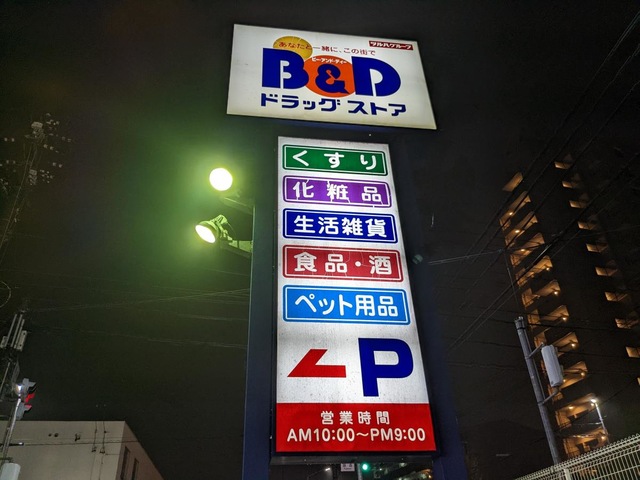 ツルハグループ
あなたと一緒に、この街で
ビーアンド・ディー
B&D
ドラッグストア
くすり
化粧品
生活雑貨
食品・酒
ペット用品
P
営業時間
AM10:00〜PM9:00